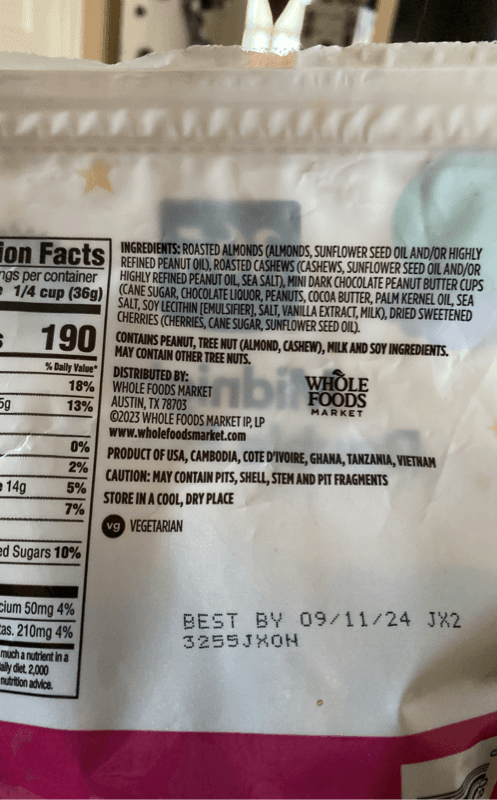 ion Facts
ngs per container
1/4 cup (36g)
s 190
% Daily Value*
18%
5g 13%
0%
2%
e 14g 5%
7%
ed Sugars 10%
cium 50mg 4%
tas. 210mg 4%
much a nutrient in a
aily diet. 2,000
nutrition advice.
INGREDIENTS: ROASTED ALMONDS (ALMONDS, SUNFLOWER SEED OIL AND/OR HIGHLY
REFINED PEANUT OIL), ROASTED CASHEWS (CASHEWS, SUNFLOWER SEED OIL AND/OR
HIGHLY REFINED PEANUT OIL, SEA SALT), MINI DARK CHOCOLATE PEANUT BUTTER CUPS
(CANE SUGAR, CHOCOLATE LIQUOR, PEANUTS, COCOA BUTTER, PALM KERNEL OIL, SEA
SALT, SOY LECITHIN [EMULSIFIER], SALT, VANILLA EXTRACT, MILK), DRIED SWEETENED
CHERRIES (CHERRIES, CANE SUGAR, SUNFLOWER SEED OIL).
CONTAINS PEANUT, TREE NUT (ALMOND, CASHEW), MILK AND SOY INGREDIENTS.
MAY CONTAIN OTHER TREE NUTS.
DISTRIBUTED BY:
WHOLE FOODS MARKET
AUSTIN, TX 78703
©2023 WHOLE FOODS MARKET IP, LP
www.wholefoodsmarket.com
WHOLE
FOODS
MARKET
PRODUCT OF USA, CAMBODIA, COTE D'IVOIRE, GHANA, TANZANIA, VIETNAM
CAUTION: MAY CONTAIN PITS, SHELL, STEM AND PIT FRAGMENTS
STORE IN A COOL, DRY PLACE
vg VEGETARIAN
BEST BY 09/11/24 JX2
3255JXON